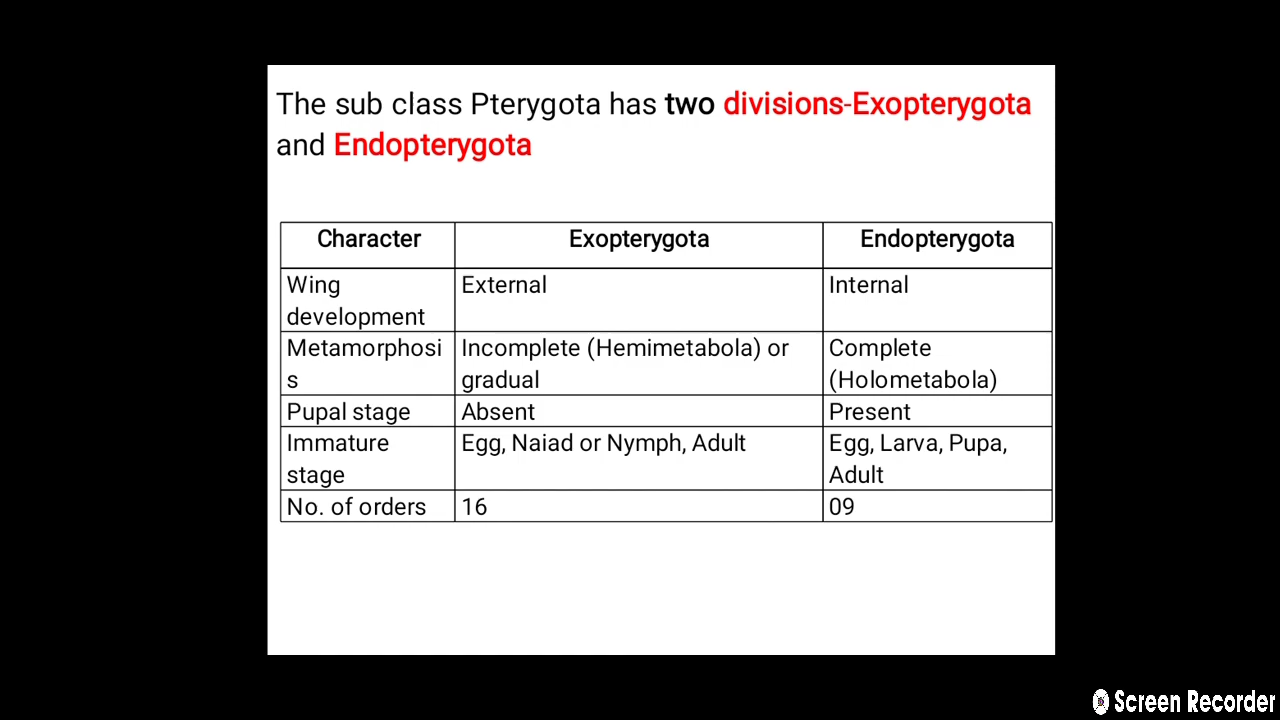 The sub class Pterygota has two divisions-Exopterygota
and Endopterygota
Character Exopterygota Endopterygota
Wing
development
External
Internal
Metamorphosi
s
Incomplete (Hemimetabola) or
gradual
Complete
(Holometabola)
Pupal stage Absent Present
Immature
stage
Egg, Naiad or Nymph, Adult
Egg, Larva, Pupa,
Adult
No. of orders 16 09
Screen Recorder